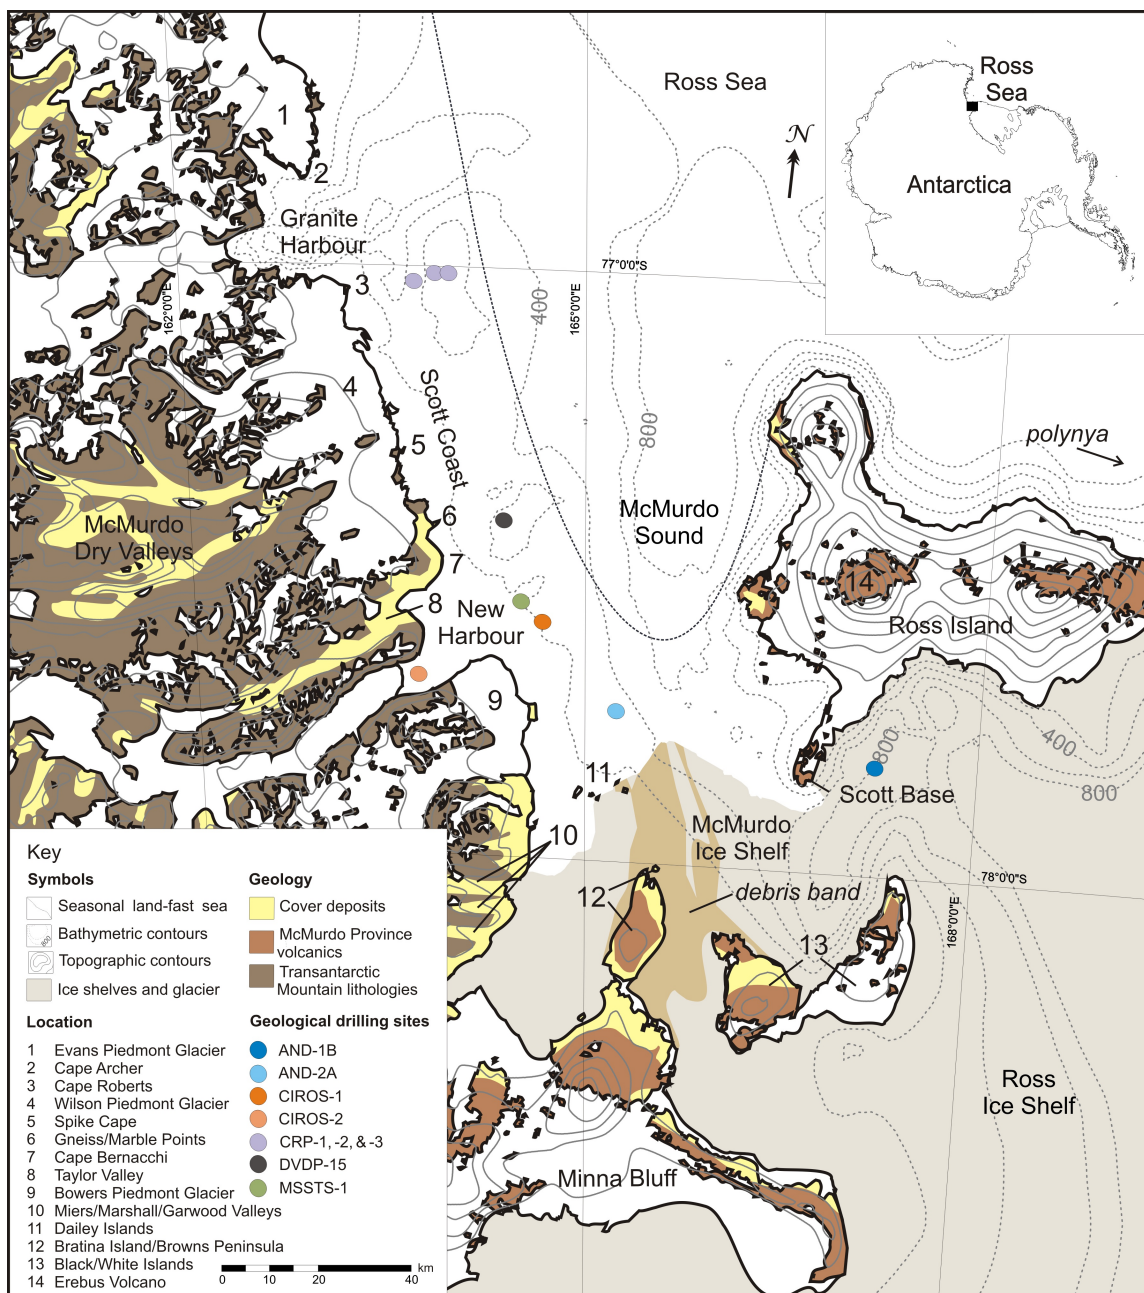 Ross Sea
Ross
Sea
Antarctica
N
1
2
Granite
Harbour
3
77°0'0"S
162°0'0"E
165°0'0"E
400
4
Scott Coast
5
800
polynya
McMurdo
Sound
McMurdo
Dry Valleys
6
7
14
8
New
Harbour
Ross Island
9
800
400
800
11
Scott Base
10
McMurdo
Ice Shelf
78°0'0"S
debris band
12
168°0'0"E
13
Ross
Ice Shelf
Minna Bluff
Key
Symbols
Seasonal land-fast sea
Bathymetric contours
800
Topographic contours
Ice shelves and glacier
Geology
Cover deposits
McMurdo Province
volcanics
Transantarctic
Mountain lithologies
Location
1 Evans Piedmont Glacier
2 Cape Archer
3 Cape Roberts
4 Wilson Piedmont Glacier
5 Spike Cape
6 Gneiss/Marble Points
7 Cape Bernacchi
8 Taylor Valley
9 Bowers Piedmont Glacier
10 Miers/Marshall/Garwood Valleys
11 Dailey Islands
12 Bratina Island/Browns Peninsula
13 Black/White Islands
14 Erebus Volcano
Geological drilling sites
AND-1B
AND-2A
CIROS-1
CIROS-2
CRP-1, -2, & -3
DVDP-15
MSSTS-1
km
0 10 20 40